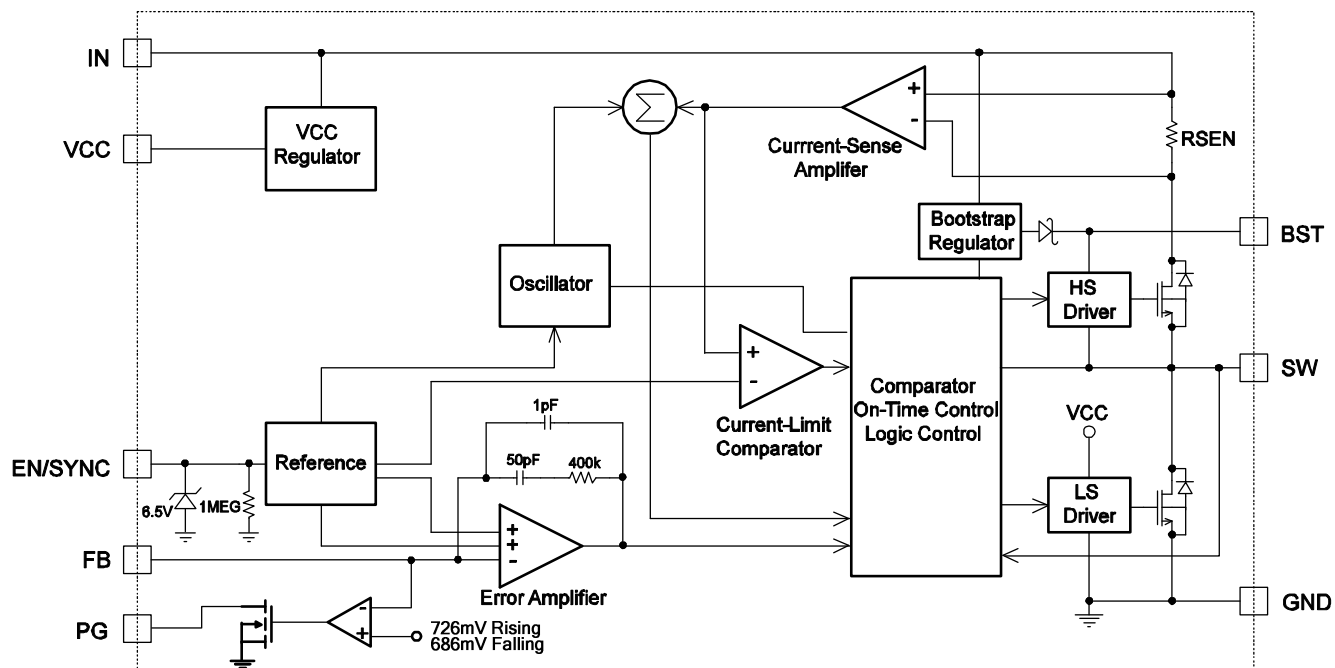 IN
VCC
VCC
Regulator
Σ
+
-
Currrent-Sense
Amplifer
RSEN
Bootstrap
Regulator
BST
Oscillator
HS
Driver
+
-
Current-Limit
Comparator
Comparator
On-Time Control
Logic Control
SW
VCC
1pF
50pF
400k
EN/SYNC
Reference
6.5V
1MEG
LS
Driver
FB
+
+
-
Error Amplifier
GND
PG
-
+
726mV Rising
686mV Falling